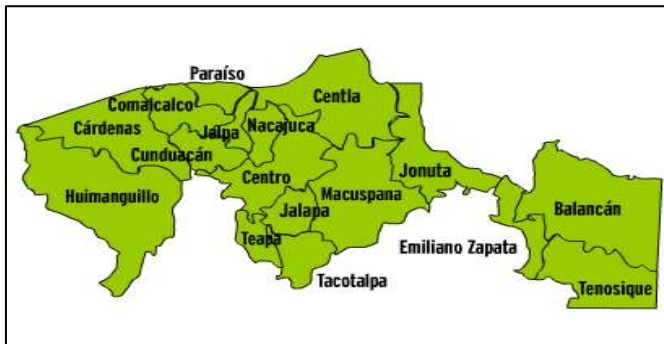 Paraíso
Centla
Comalcalco
Cárdenas
Jalpa
Nacajuca
Cunduacán
Jonuta
Centro
Huimanguillo
Macuspana
Jalapa
Balancán
Teapa
Emiliano Zapata
Tacotalpa
Tenosique